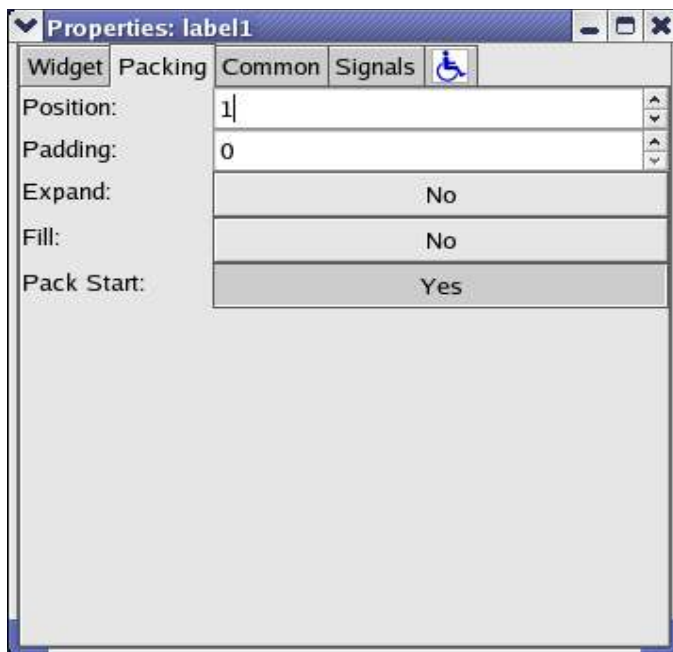 Properties: label1
Widget Packing Common Signals
Position: 1
Padding: 0
Expand: No
Fill: No
Pack Start: Yes